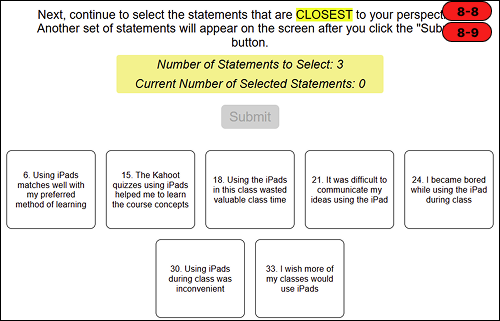 Next, continue to select the statements that are CLOSEST to your
8-8
Another set of statements will appear on the screen after you click the
8-9
button.
Number of Statements to Select: 3
Current Number of Selected Statements: 0
Submit
6. Using iPads
matches well with
my preferred
method of learning
15. The Kahoot
quizzes using iPads
helped me to learn
the course concepts
18. Using the iPads
in this class wasted
valuable class time
21. It was difficult to
communicate my
ideas using the iPad
24. I became bored
while using the iPad
during class
30. Using iPads
during class was
inconvenient
33. I wish more of
my classes would
use iPads